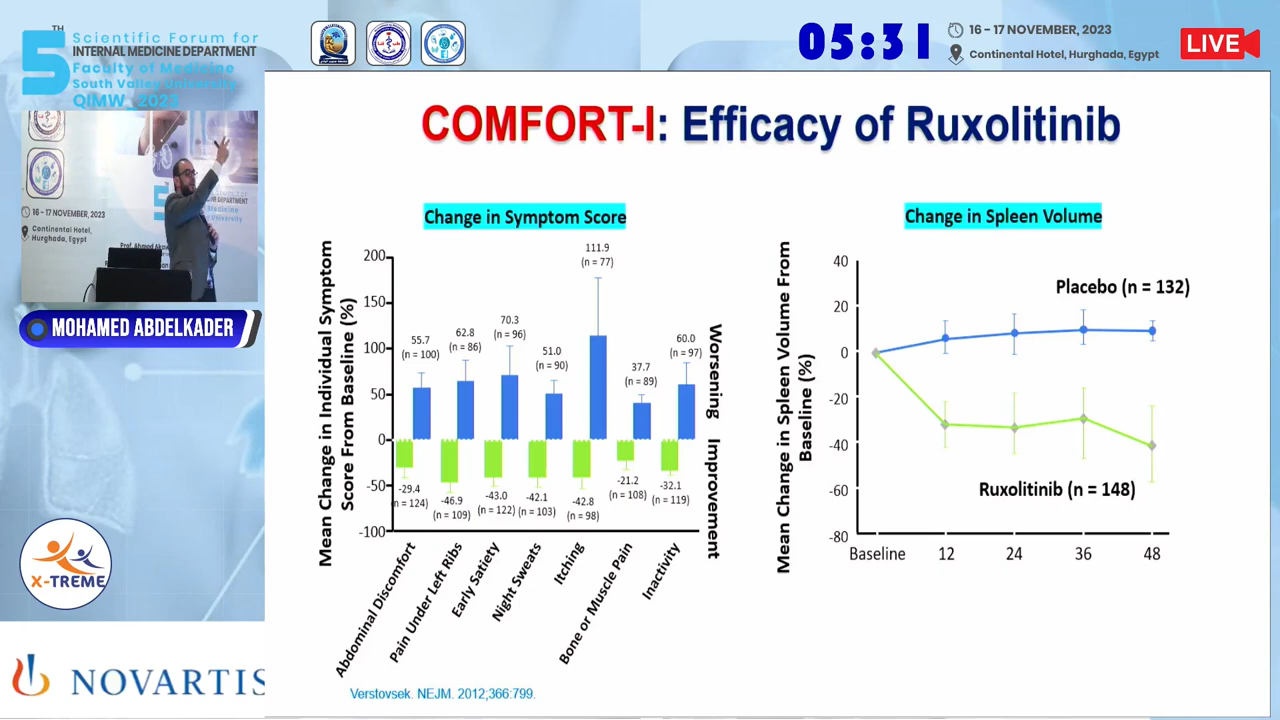 TH
5
Scientific Forum for
INTERNAL MEDICINE DEPARTMENT
Faculty of Medicine
South Valley University
QIMW_2023
05:31
16 - 17 NOVEMBER, 2023
Continental Hotel, Hurghada, Egypt
LIVE
16 - 17 NOVEMBER, 2023
Continental Hotel,
Hurghada, Egypt
MOHAMED ABDELKADER
X-TREME
NOVARTIS
COMFORT-I: Efficacy of Ruxolitinib
Change in Symptom Score
Mean Change in Individual Symptom
Score From Baseline (%)
200
150
100
50
0
-50
-100
55.7
(n = 100)
62.8
(n = 86)
70.3
(n = 96)
51.0
(n = 90)
111.9
(n = 77)
37.7
(n = 89)
60.0
(n = 97)
-29.4
(n = 124)
-46.9
(n = 109)
-43.0
(n = 122)
-42.1
(n = 103)
-42.8
(n = 98)
-21.2
(n = 108)
-32.1
(n = 119)
Worsening
Improvement
Abdominal Discomfort
Pain Under Left Ribs
Early Satiety
Night Sweats
Itching
Bone or Muscle Pain
Inactivity
Change in Spleen Volume
Mean Change in Spleen Volume From
Baseline (%)
40
20
0
-20
-40
-60
-80
Placebo (n = 132)
Ruxolitinib (n = 148)
Baseline
12
24
36
48
Verstovsek. NEJM. 2012;366:799.